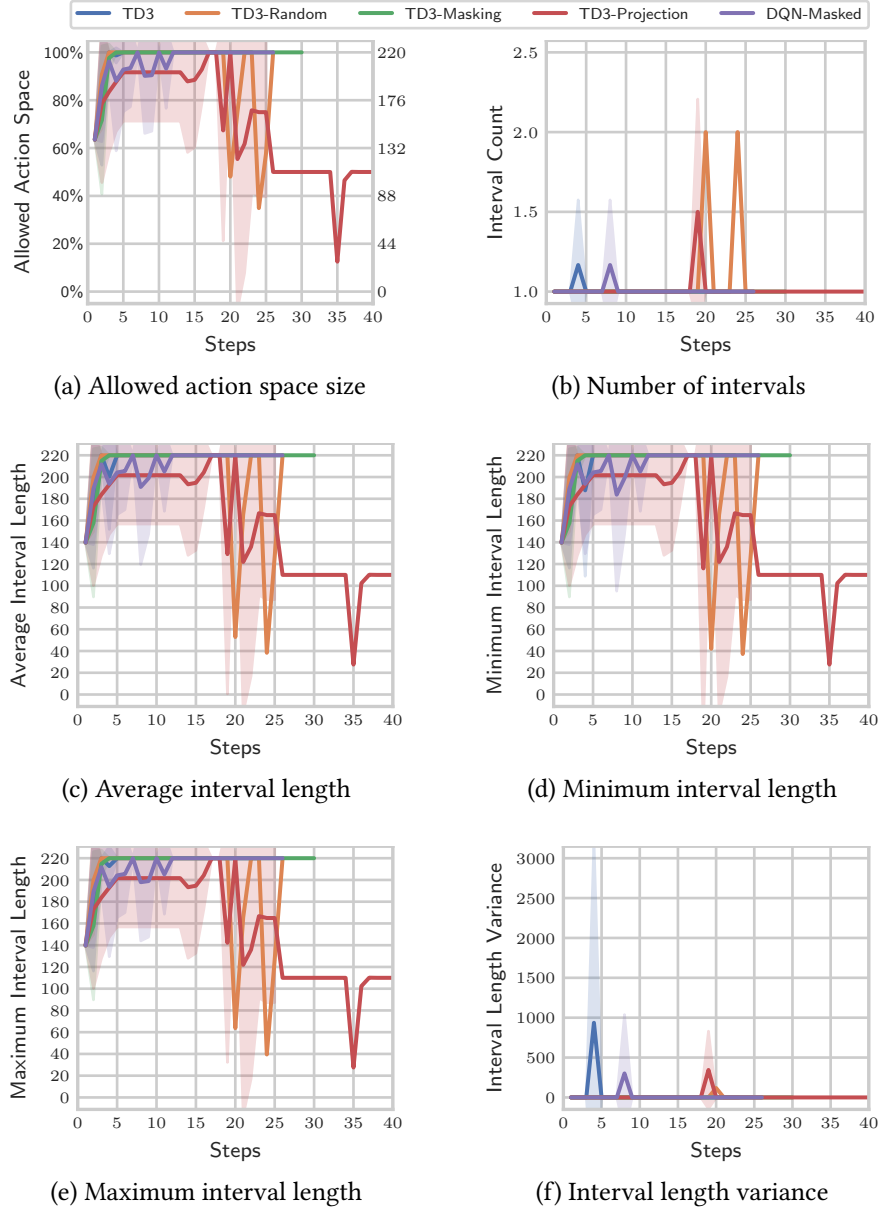 TD3 TD3-Random TD3-Masking TD3-Projection DQN-Masked
100%
80%
60%
40%
20%
0%
220
176
132
88
44
0
Allowed Action Space
0 5 10 15 20 25 30 35 40
Steps
(a) Allowed action space size
2.0
1.5
1.0
Interval Count
0 5 10 15 20 25 30 35 40
Steps
(b) Number of intervals
220
200
180
160
140
120
100
80
60
40
20
0
Average Interval Length
0 5 10 15 20 25 30 35 40
Steps
(c) Average interval length
220
200
180
160
140
120
100
80
60
40
20
0
Minimum Interval Length
0 5 10 15 20 25 30 35 40
Steps
(d) Minimum interval length
220
200
180
160
140
120
100
80
60
40
20
0
Maximum Interval Length
0 5 10 15 20 25 30 35 40
Steps
(e) Maximum interval length
3000
2500
2000
1500
1000
500
0
Interval Length Variance
0 5 10 15 20 25 30 35 40
Steps
(f) Interval length variance